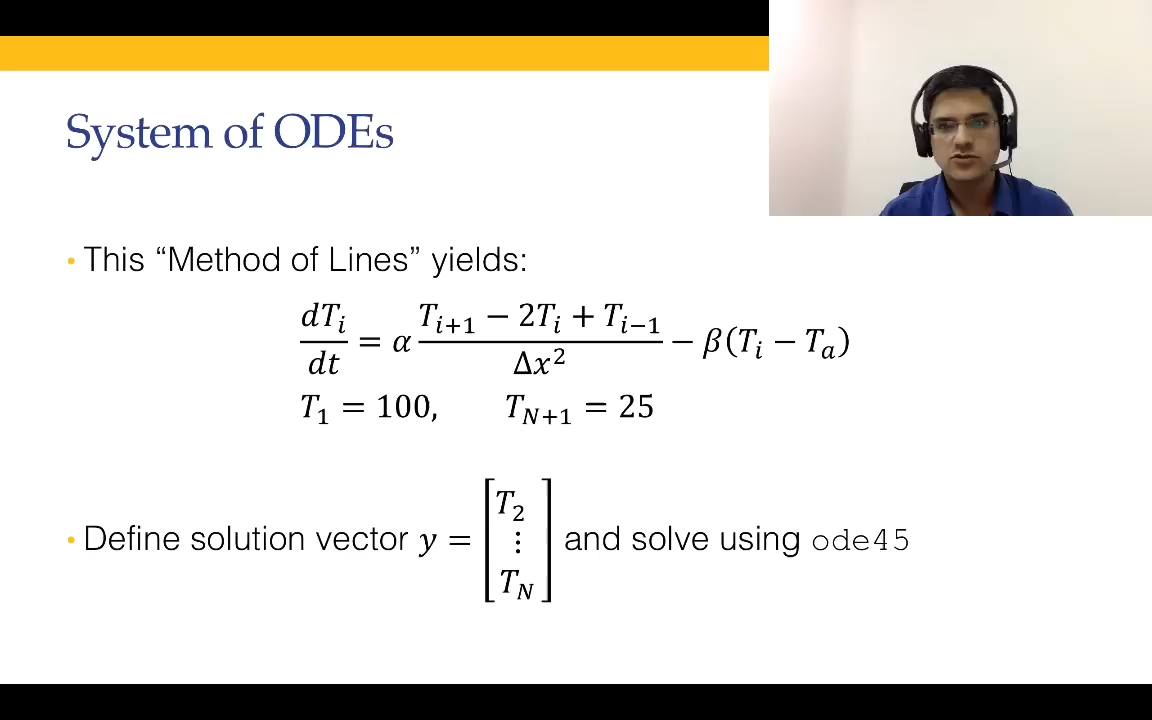 System of ODEs
• This “Method of Lines” yields:
dT_i/dt = α (T_{i+1} − 2T_i + T_{i−1})/Δx² − β(T_i − T_a)
T_1 = 100, T_{N+1} = 25
• Define solution vector y = [T_2 ⋮ T_N] and solve using ode45